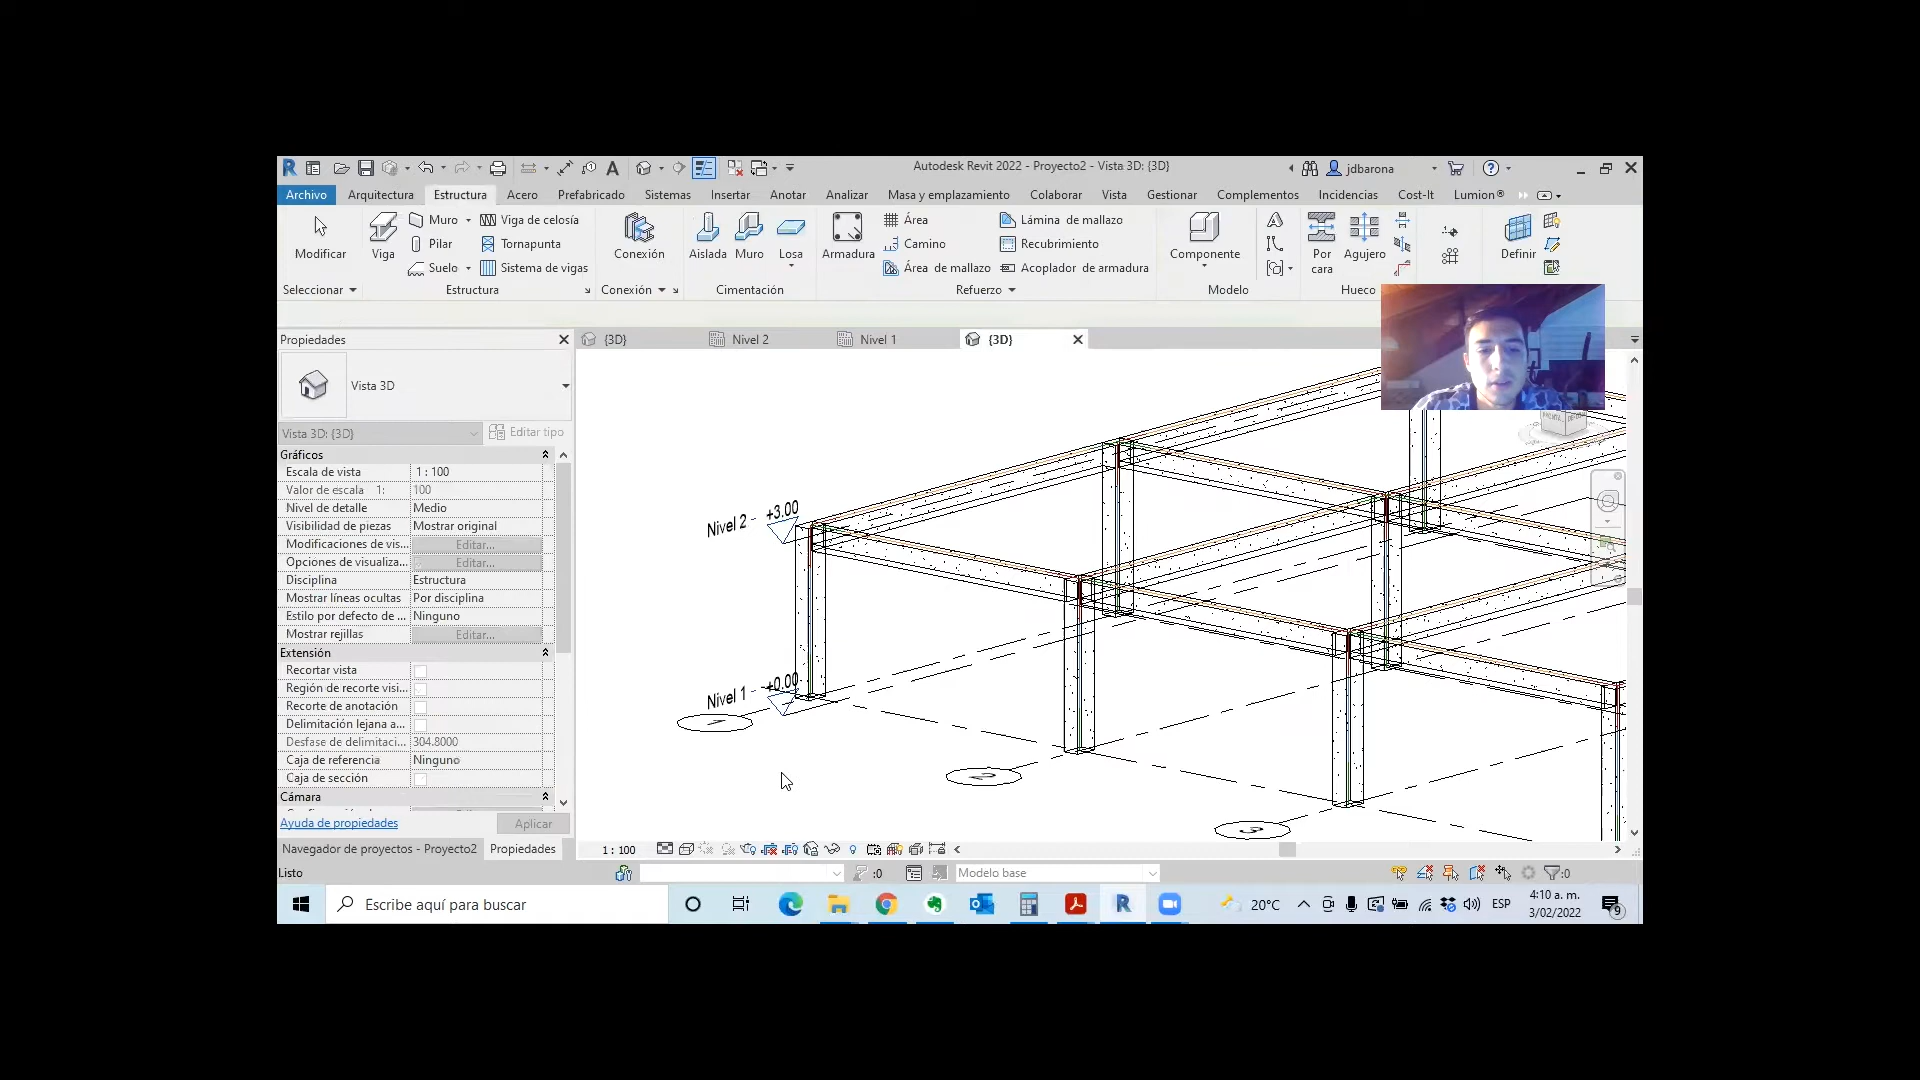 Autodesk Revit 2022 - Proyecto2 - Vista 3D: {3D}
jdbarona
Archivo Arquitectura Estructura Acero Prefabricado Sistemas Insertar Anotar Analizar Masa y emplazamiento Colaborar Vista Gestionar Complementos Incidencias Cost-It Lumion®
Muro Viga de celosía Área Lámina de mallazo
Pilar Tornapunta Camino Recubrimiento
Modificar Viga Conexión Aislada Muro Losa Armadura Componente Por cara Agujero Definir
Suelo Sistema de vigas Área de mallazo Acoplador de armadura
Seleccionar Estructura Conexión Cimentación Refuerzo Modelo Hueco
Propiedades
{3D} Nivel 2 Nivel 1 {3D}
Vista 3D
Vista 3D: {3D} Editar tipo
Gráficos
Escala de vista 1 : 100
Valor de escala 1: 100
Nivel de detalle Medio
Visibilidad de piezas Mostrar original
Modificaciones de vis... Editar...
Opciones de visualiza... Editar...
Disciplina Estructura
Mostrar líneas ocultas Por disciplina
Estilo por defecto de ... Ninguno
Mostrar rejillas Editar...
Extensión
Recortar vista
Región de recorte visi...
Recorte de anotación
Delimitación lejana a...
Desfase de delimitaci... 304.8000
Caja de referencia Ninguno
Caja de sección
Cámara
Ayuda de propiedades Aplicar
Navegador de proyectos - Proyecto2 Propiedades
Nivel 2 +3.00
Nivel 1 +0.00
1
2
3
1 : 100
Listo :0 Modelo base :0
Escribe aquí para buscar
20°C ESP
4:10 a. m.
3/02/2022
9